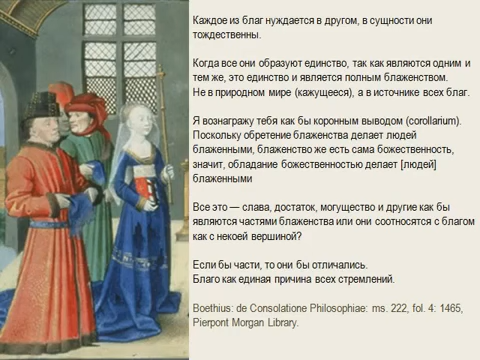 Каждое из благ нуждается в другом, в сущности они
тождественны.
Когда все они образуют единство, так как являются одним и
тем же, это единство и является полным блаженством.
Не в природном мире (кажущееся), а в источнике всех благ.
Я вознагражу тебя как бы коронным выводом (corollarium).
Поскольку обретение блаженства делает людей
блаженными, блаженство же есть сама божественность,
значит, обладание божественностью делает [людей]
блаженными
Все это — слава, достаток, могущество и другие как бы
являются частями блаженства или они соотносятся с благом
как с некоей вершиной?
Если бы части, то они бы отличались.
Благо как единая причина всех стремлений.
Boethius: de Consolatione Philosophiae: ms. 222, fol. 4: 1465,
Pierpont Morgan Library.